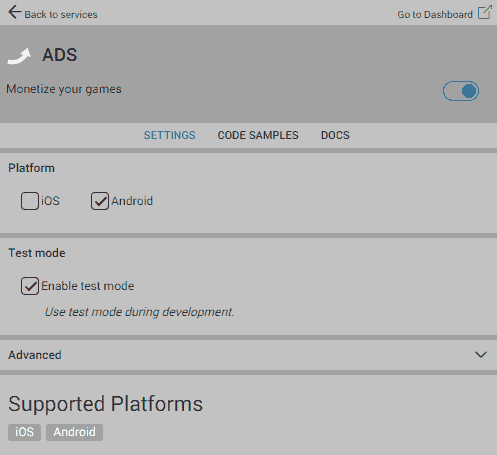 Back to services
Go to Dashboard
ADS
Monetize your games
SETTINGS CODE SAMPLES DOCS
Platform
iOS Android
Test mode
Enable test mode
Use test mode during development.
Advanced
Supported Platforms
iOS Android